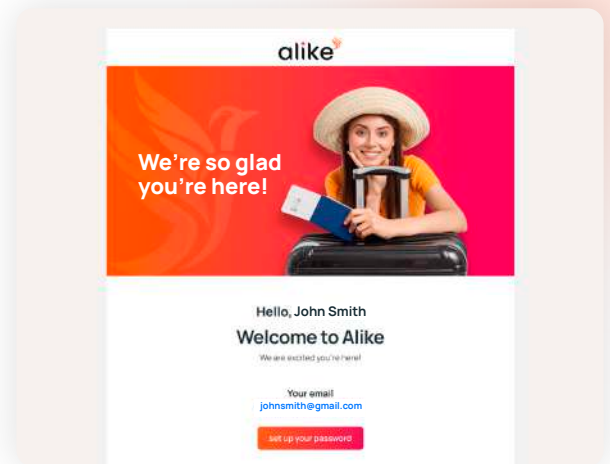 alike
We're so glad
you're here!
Hello, John Smith
Welcome to Alike
We are excited you're here!
Your email
johnsmith@gmail.com
set up your password